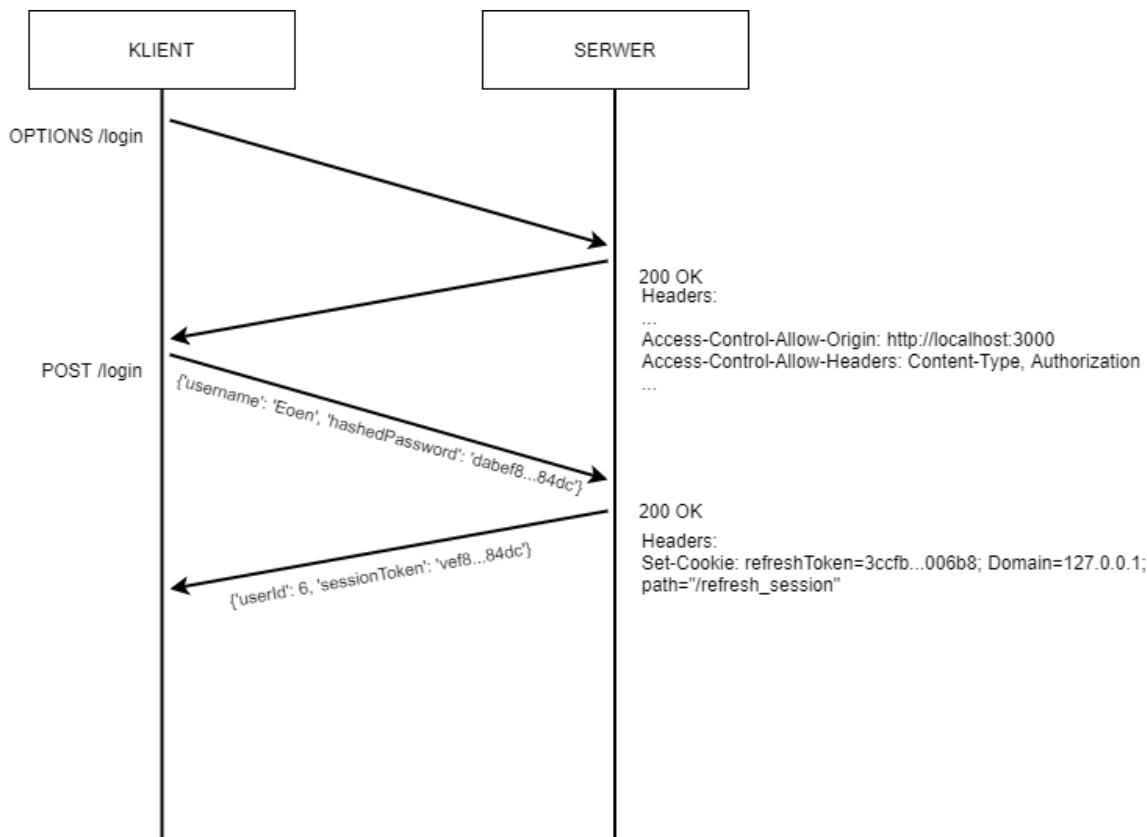 KLIENT
SERWER
OPTIONS /login
200 OK
Headers:
...
Access-Control-Allow-Origin: http://localhost:3000
Access-Control-Allow-Headers: Content-Type, Authorization
...
POST /login
{'username': 'Eoen', 'hashedPassword': 'dabef8...84dc'}
200 OK
Headers:
Set-Cookie: refreshToken=3ccfb...006b8; Domain=127.0.0.1;
path="/refresh_session"
{'userId': 6, 'sessionToken': 'vef8...84dc'}